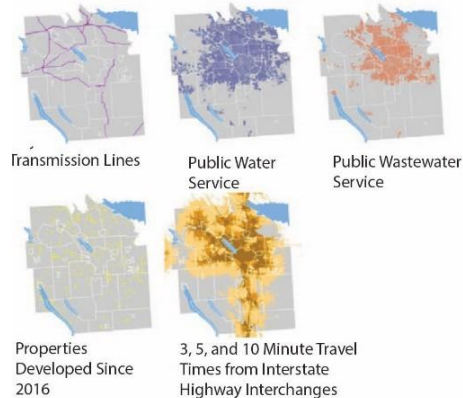 Transmission Lines
Public Water
Service
Public Wastewater
Service
Properties
Developed Since
2016
3, 5, and 10 Minute Travel
Times from Interstate
Highway Interchanges